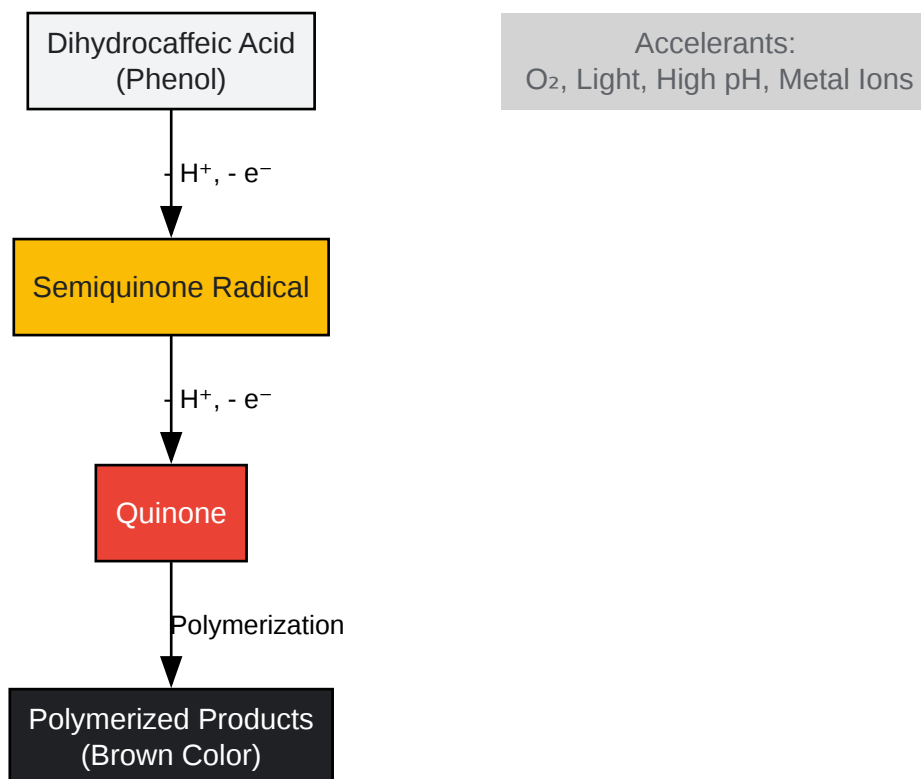 Dihydrocaffeic Acid
(Phenol)
Accelerants:
O₂, Light, High pH, Metal Ions
- H⁺, - e⁻
Semiquinone Radical
- H⁺, - e⁻
Quinone
Polymerization
Polymerized Products
(Brown Color)